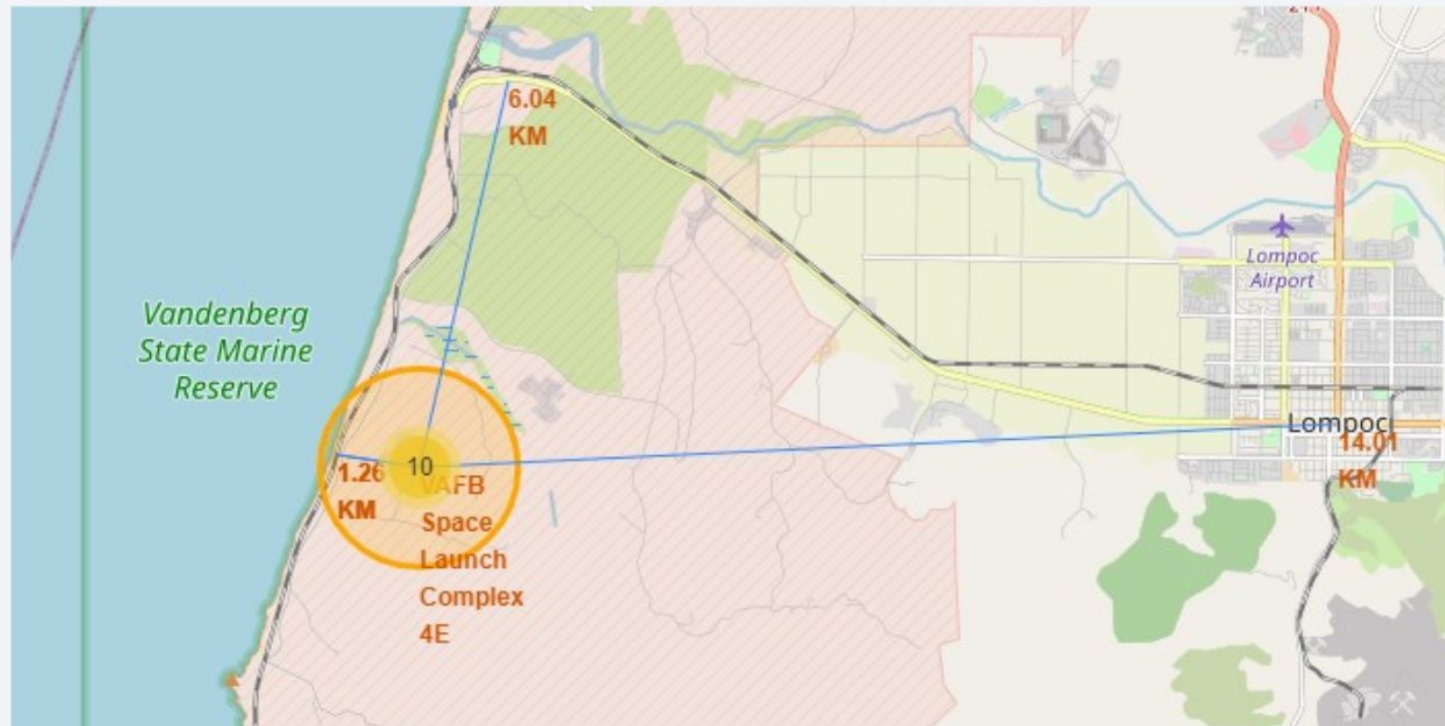 6.04
KM
Vandenberg
State Marine
Reserve
Lompoc
Airport
Lompoc
14.01
KM
10
1.26
KM
VAFB
Space
Launch
Complex
4E